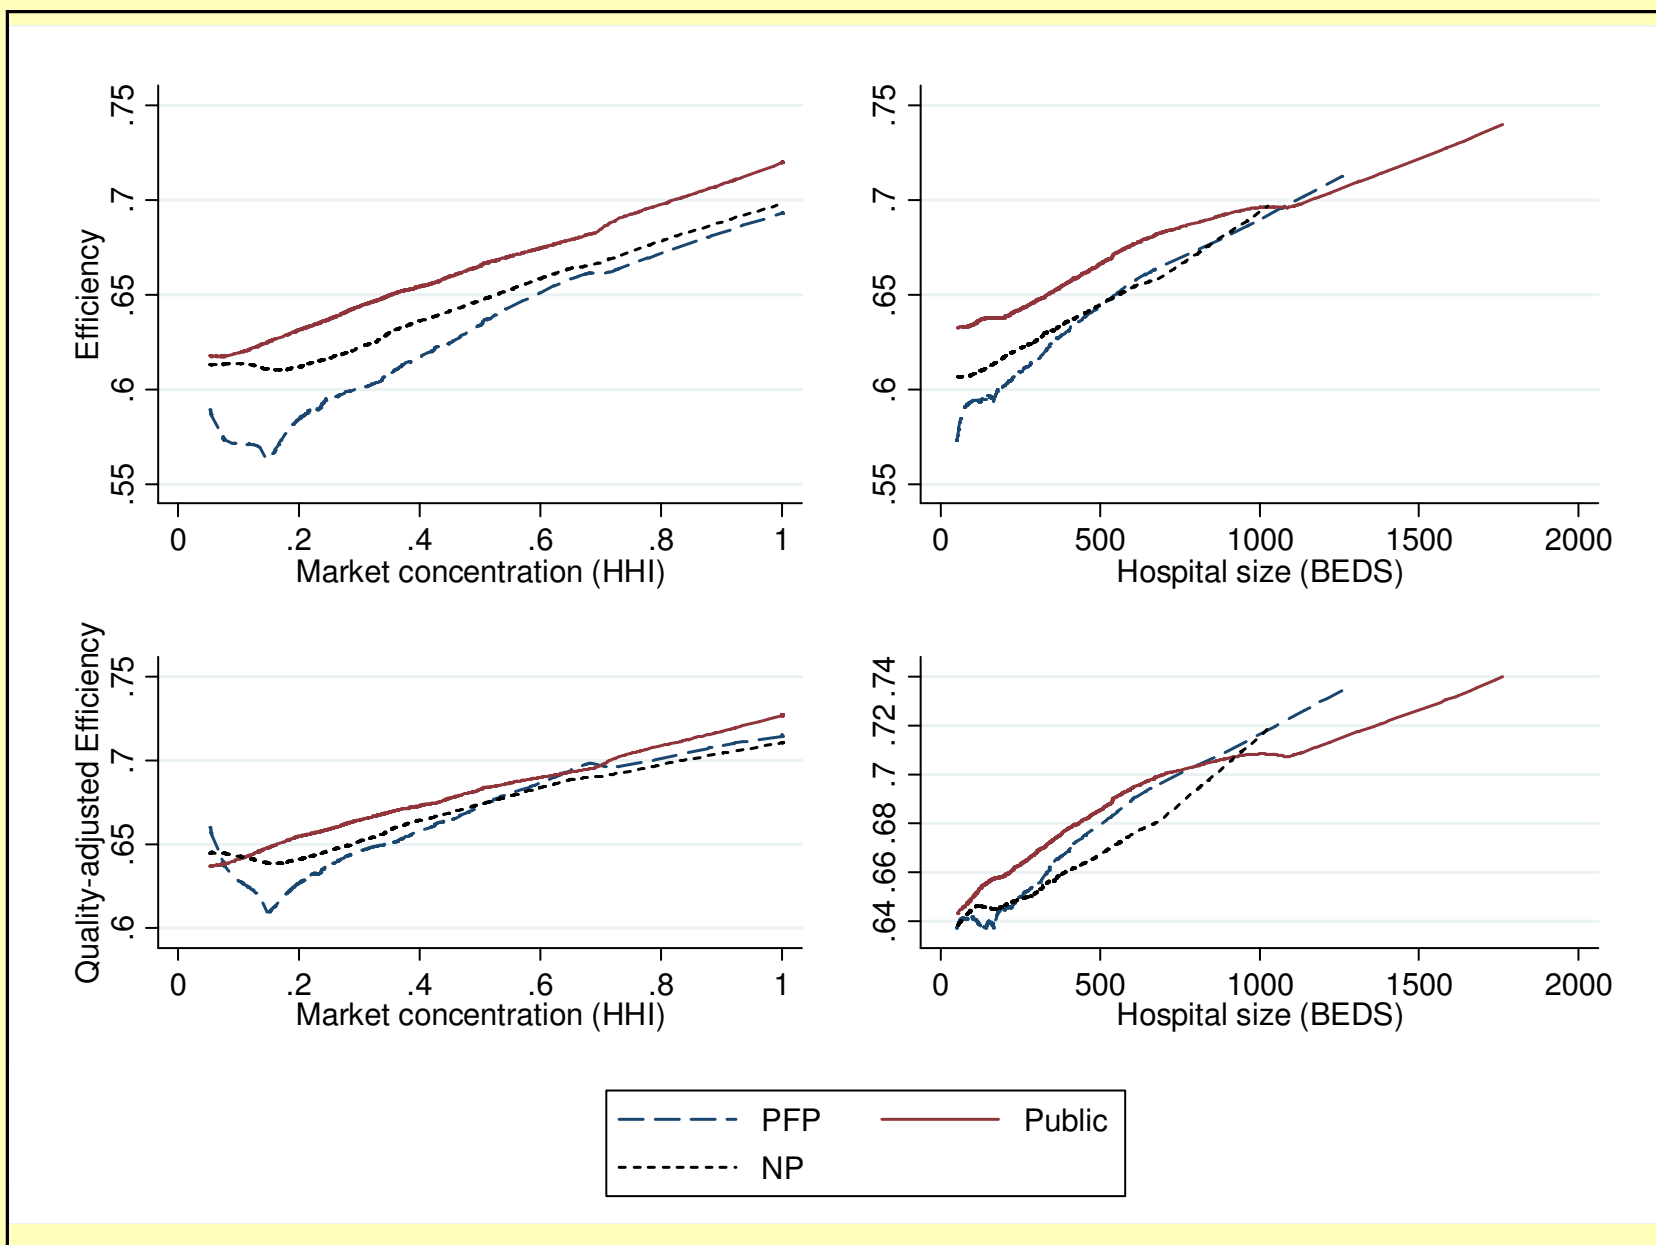 Efficiency
.55 .6 .65 .7 .75
0 .2 .4 .6 .8 1
Market concentration (HHI)
.55 .6 .65 .7 .75
0 500 1000 1500 2000
Hospital size (BEDS)
Quality-adjusted Efficiency
.6 .65 .7 .75
0 .2 .4 .6 .8 1
Market concentration (HHI)
.64 .66 .68 .7 .72 .74
0 500 1000 1500 2000
Hospital size (BEDS)
PFP Public
NP